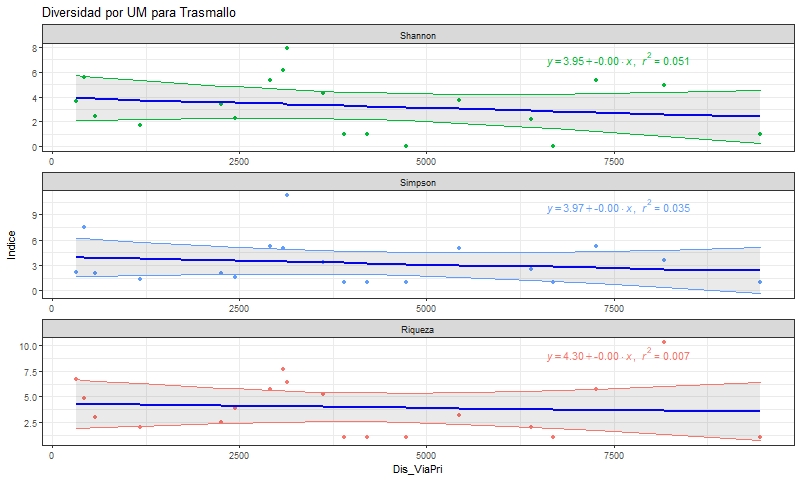 Diversidad por UM para Trasmallo
Shannon
y = 3.95 + -0.00 · x, r² = 0.051
8
6
4
2
0
0 2500 5000 7500
Simpson
y = 3.97 + -0.00 · x, r² = 0.035
9
6
3
0
0 2500 5000 7500
Indice
Riqueza
y = 4.30 + -0.00 · x, r² = 0.007
10.0
7.5
5.0
2.5
0 2500 5000 7500
Dis_ViaPri